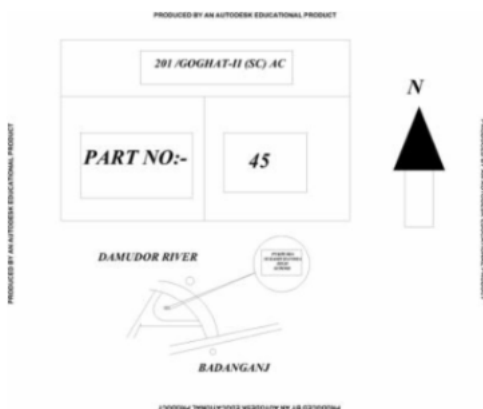 PRODUCED BY AN AUTODESK EDUCATIONAL PRODUCT
201 /GOGHAT-II (SC) AC
N
PART NO:-
45
PRODUCED BY AN AUTODESK EDUCATIONAL PRODUCT
PRODUCED BY AN AUTODESK EDUCATIONAL PRODUCT
DAMUDOR RIVER
BADANGANJ
PRODUCED BY AN AUTODESK EDUCATIONAL PRODUCT